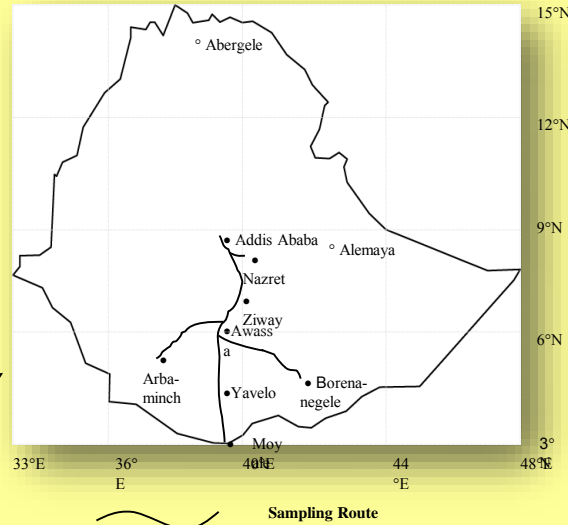 15°N
° Abergele
12°N
9°N
Addis Ababa
° Alemaya
Nazret
Ziway
6°N
Awass
a
Arba-
minch
Borena-
negele
Yavelo
Moy
3°
N
33°E
36°
E
40°E
44
°E
48°E
Sampling Route